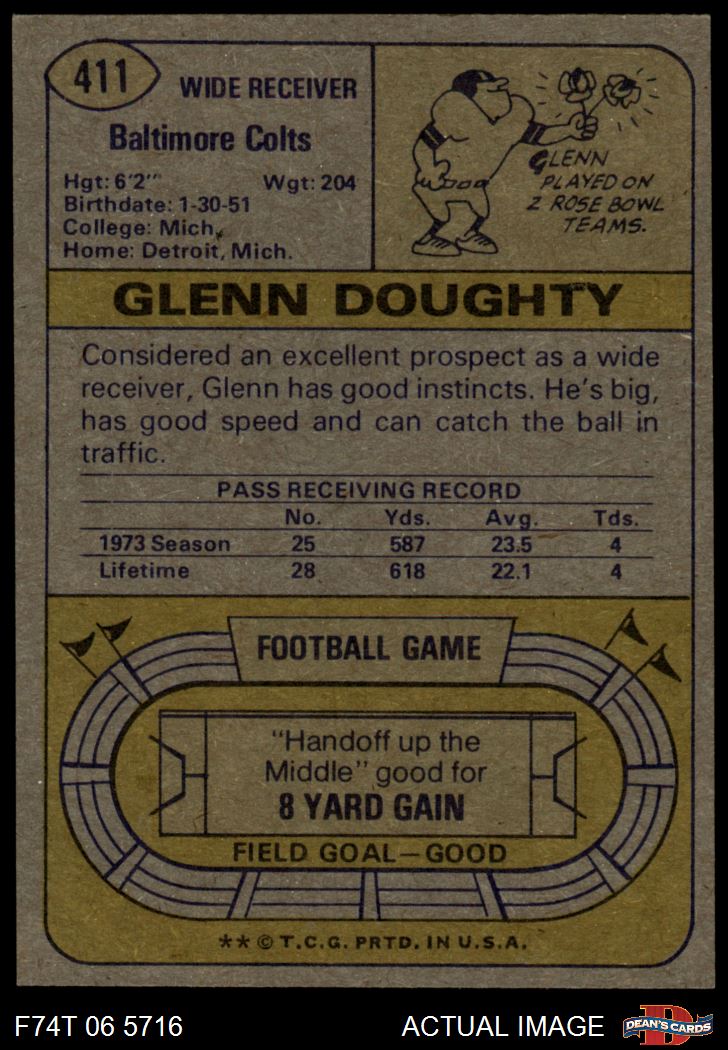 411
WIDE RECEIVER
Baltimore Colts
Hgt: 6'2" Wgt: 204
Birthdate: 1-30-51
College: Mich.
Home: Detroit, Mich.
GLENN
PLAYED ON
2 ROSE BOWL
TEAMS.
GLENN DOUGHTY
Considered an excellent prospect as a wide
receiver, Glenn has good instincts. He's big,
has good speed and can catch the ball in
traffic.
PASS RECEIVING RECORD
No. Yds. Avg. Tds.
1973 Season 25 587 23.5 4
Lifetime 28 618 22.1 4
FOOTBALL GAME
"Handoff up the
Middle" good for
8 YARD GAIN
FIELD GOAL—GOOD
**©T.C.G. PRTD. IN U.S.A.
F74T 06 5716 ACTUAL IMAGE
D
DEAN'S CARDS